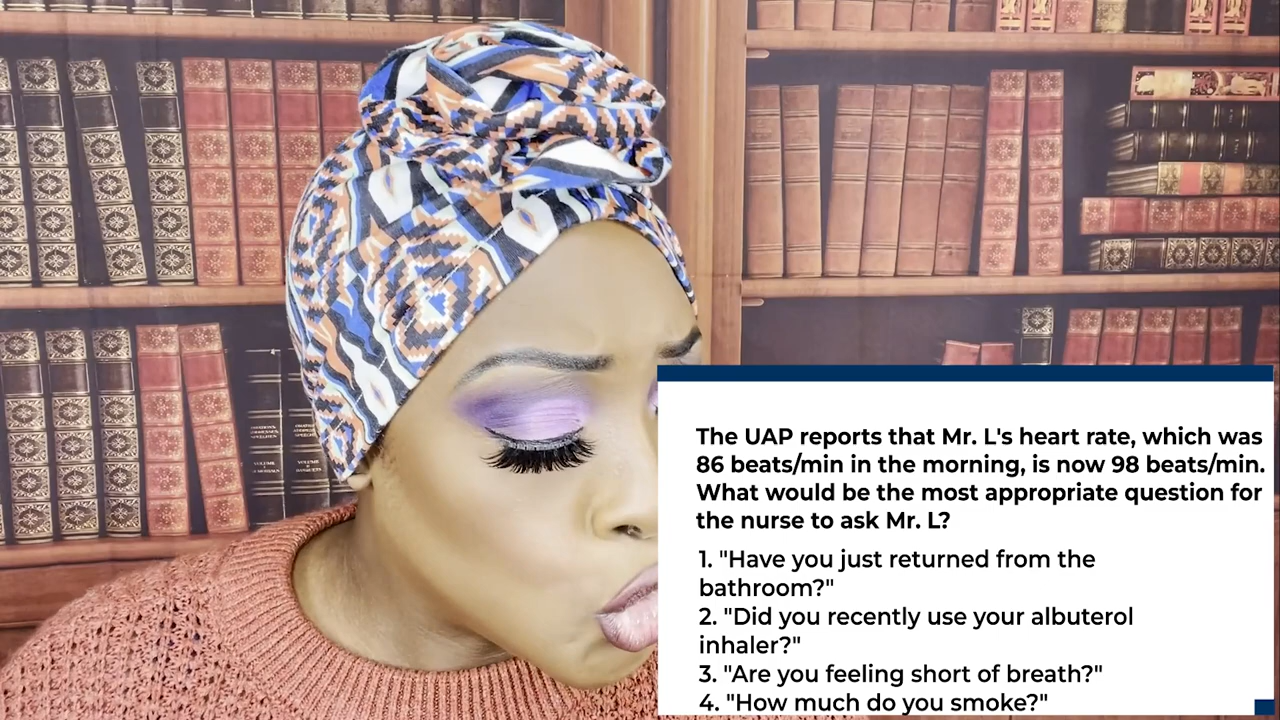 The UAP reports that Mr. L's heart rate, which was
86 beats/min in the morning, is now 98 beats/min.
What would be the most appropriate question for
the nurse to ask Mr. L?
1. "Have you just returned from the
bathroom?"
2. "Did you recently use your albuterol
inhaler?"
3. "Are you feeling short of breath?"
4. "How much do you smoke?"